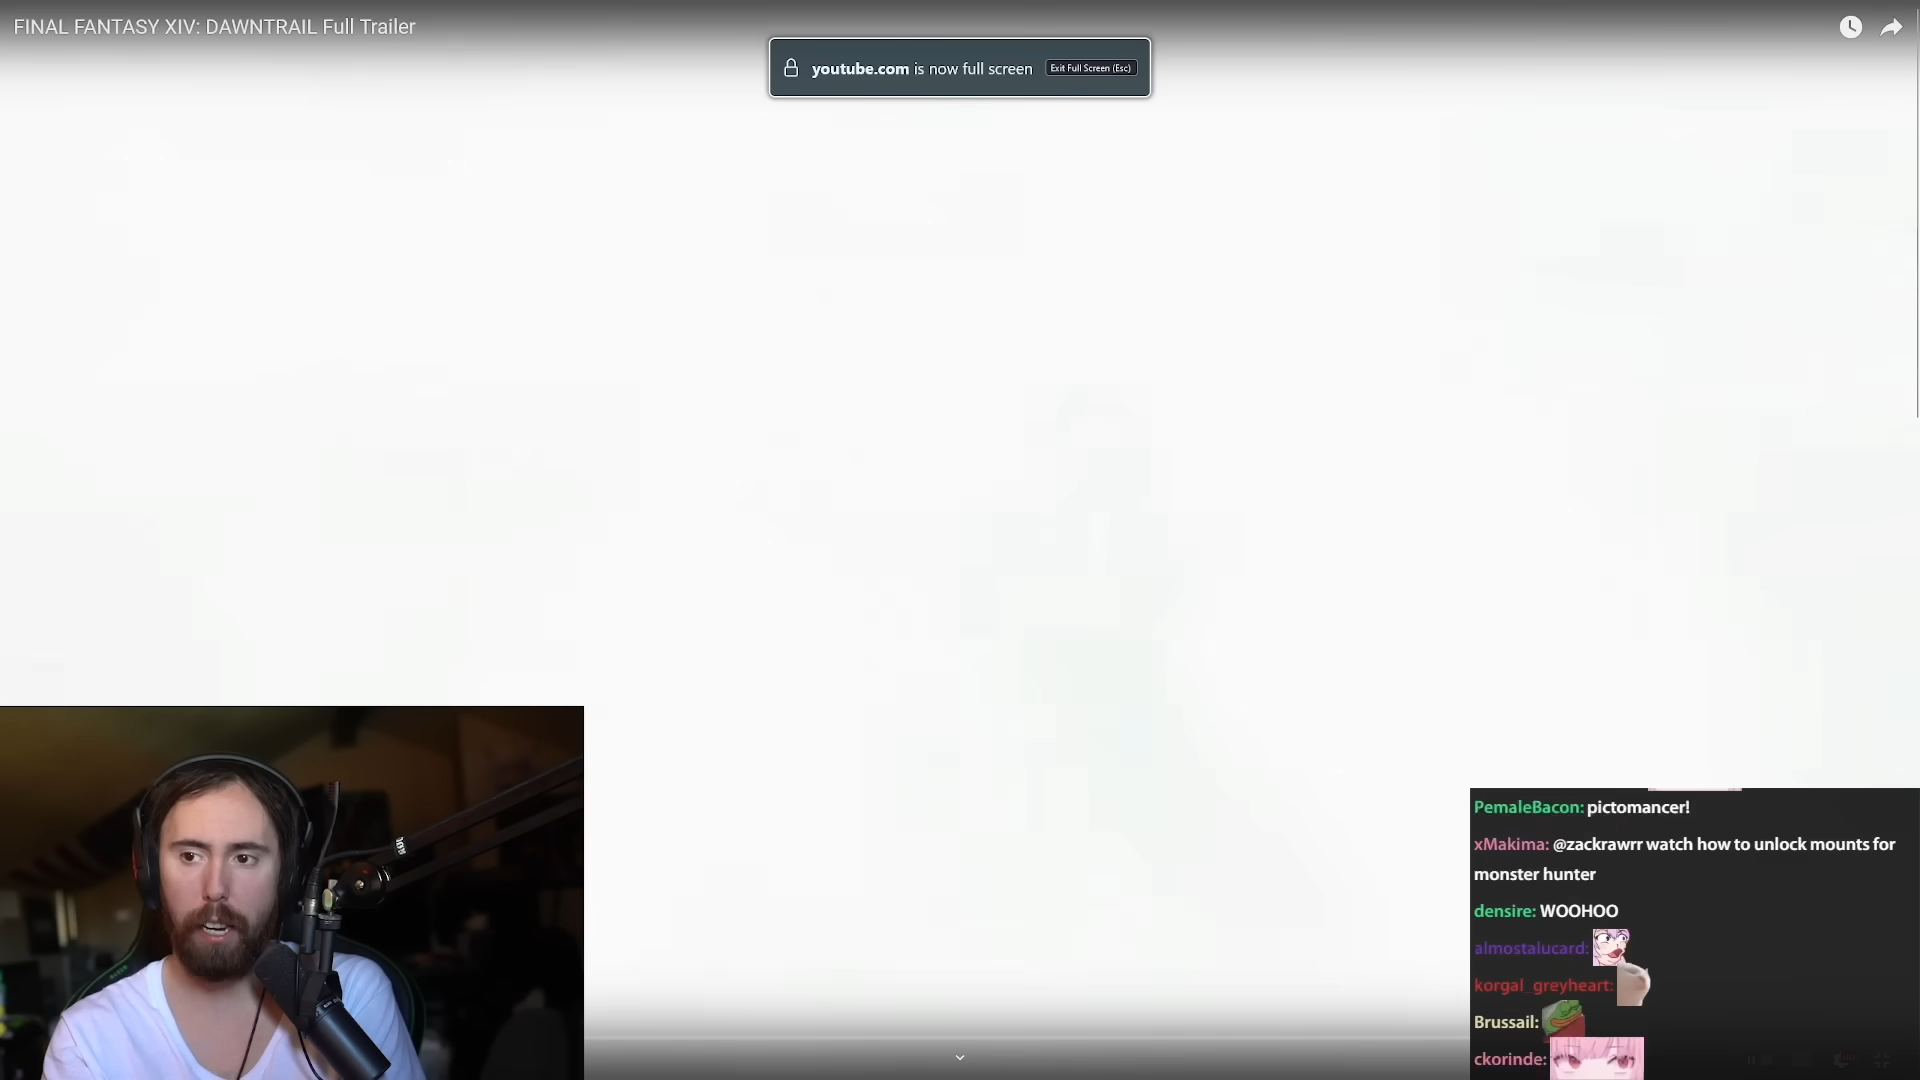 FINAL FANTASY XIV: DAWNTRAIL Full Trailer
youtube.com is now full screen Exit Full Screen (Esc)
PemaleBacon: pictomancer!
xMakima: @zackrawrr watch how to unlock mounts for
monster hunter
densire: WOOHOO
almostalucard:
korgal_greyheart:
Brussail:
ckorinde: